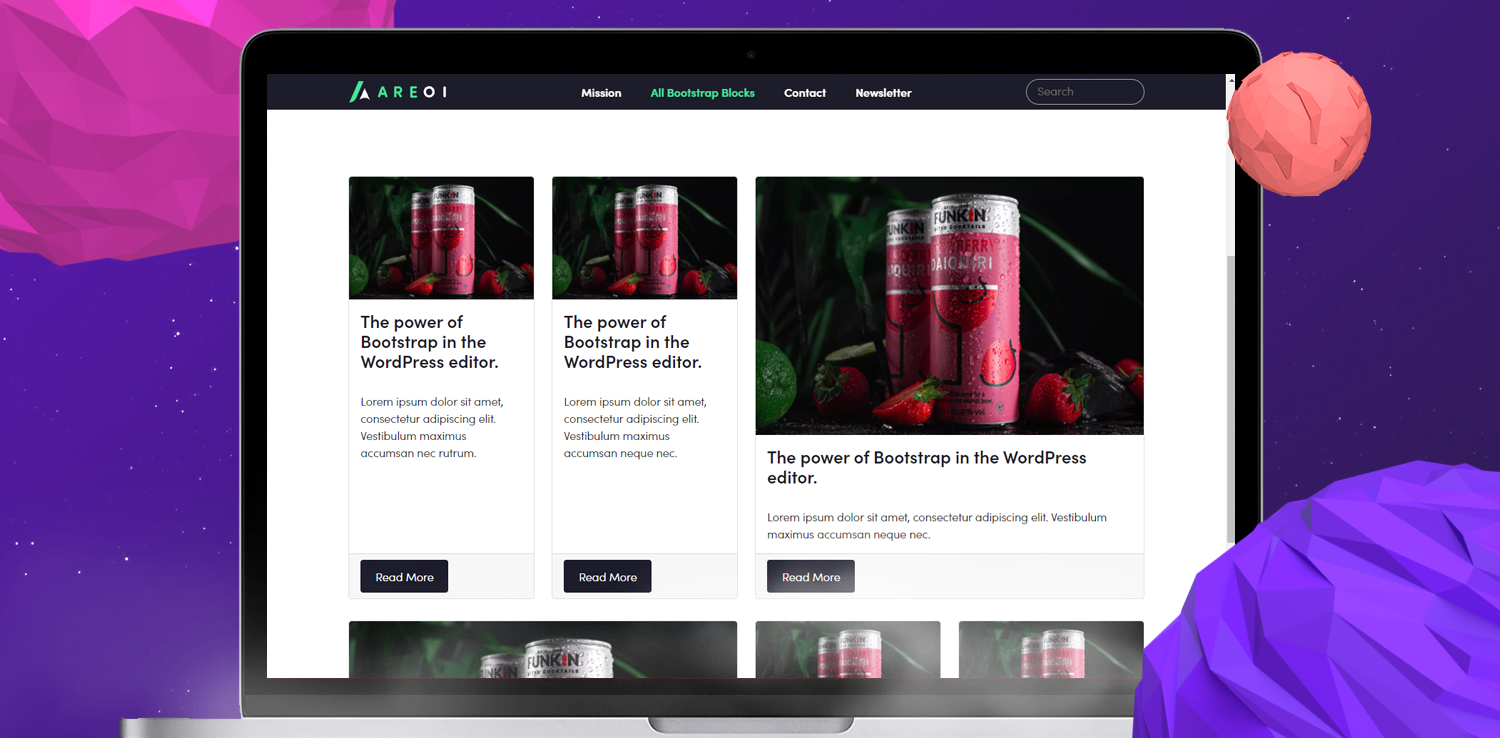 AREOI
Mission
All Bootstrap Blocks
Contact
Newsletter
Search
FUNKIN
DAIQUIRI
FUNKIN
DAIQUIRI
FUNKIN
DAIQUIRI
The power of
Bootstrap in the
WordPress editor.
Lorem ipsum dolor sit amet,
consectetur adipiscing elit.
Vestibulum maximus
accumsan nec rutrum.
Read More
The power of
Bootstrap in the
WordPress editor.
Lorem ipsum dolor sit amet,
consectetur adipiscing elit.
Vestibulum maximus
accumsan neque nec.
Read More
The power of Bootstrap in the WordPress
editor.
Lorem ipsum dolor sit amet, consectetur adipiscing elit. Vestibulum
maximus accumsan neque nec.
Read More
FUNKIN
FUNKIN
FUNKIN